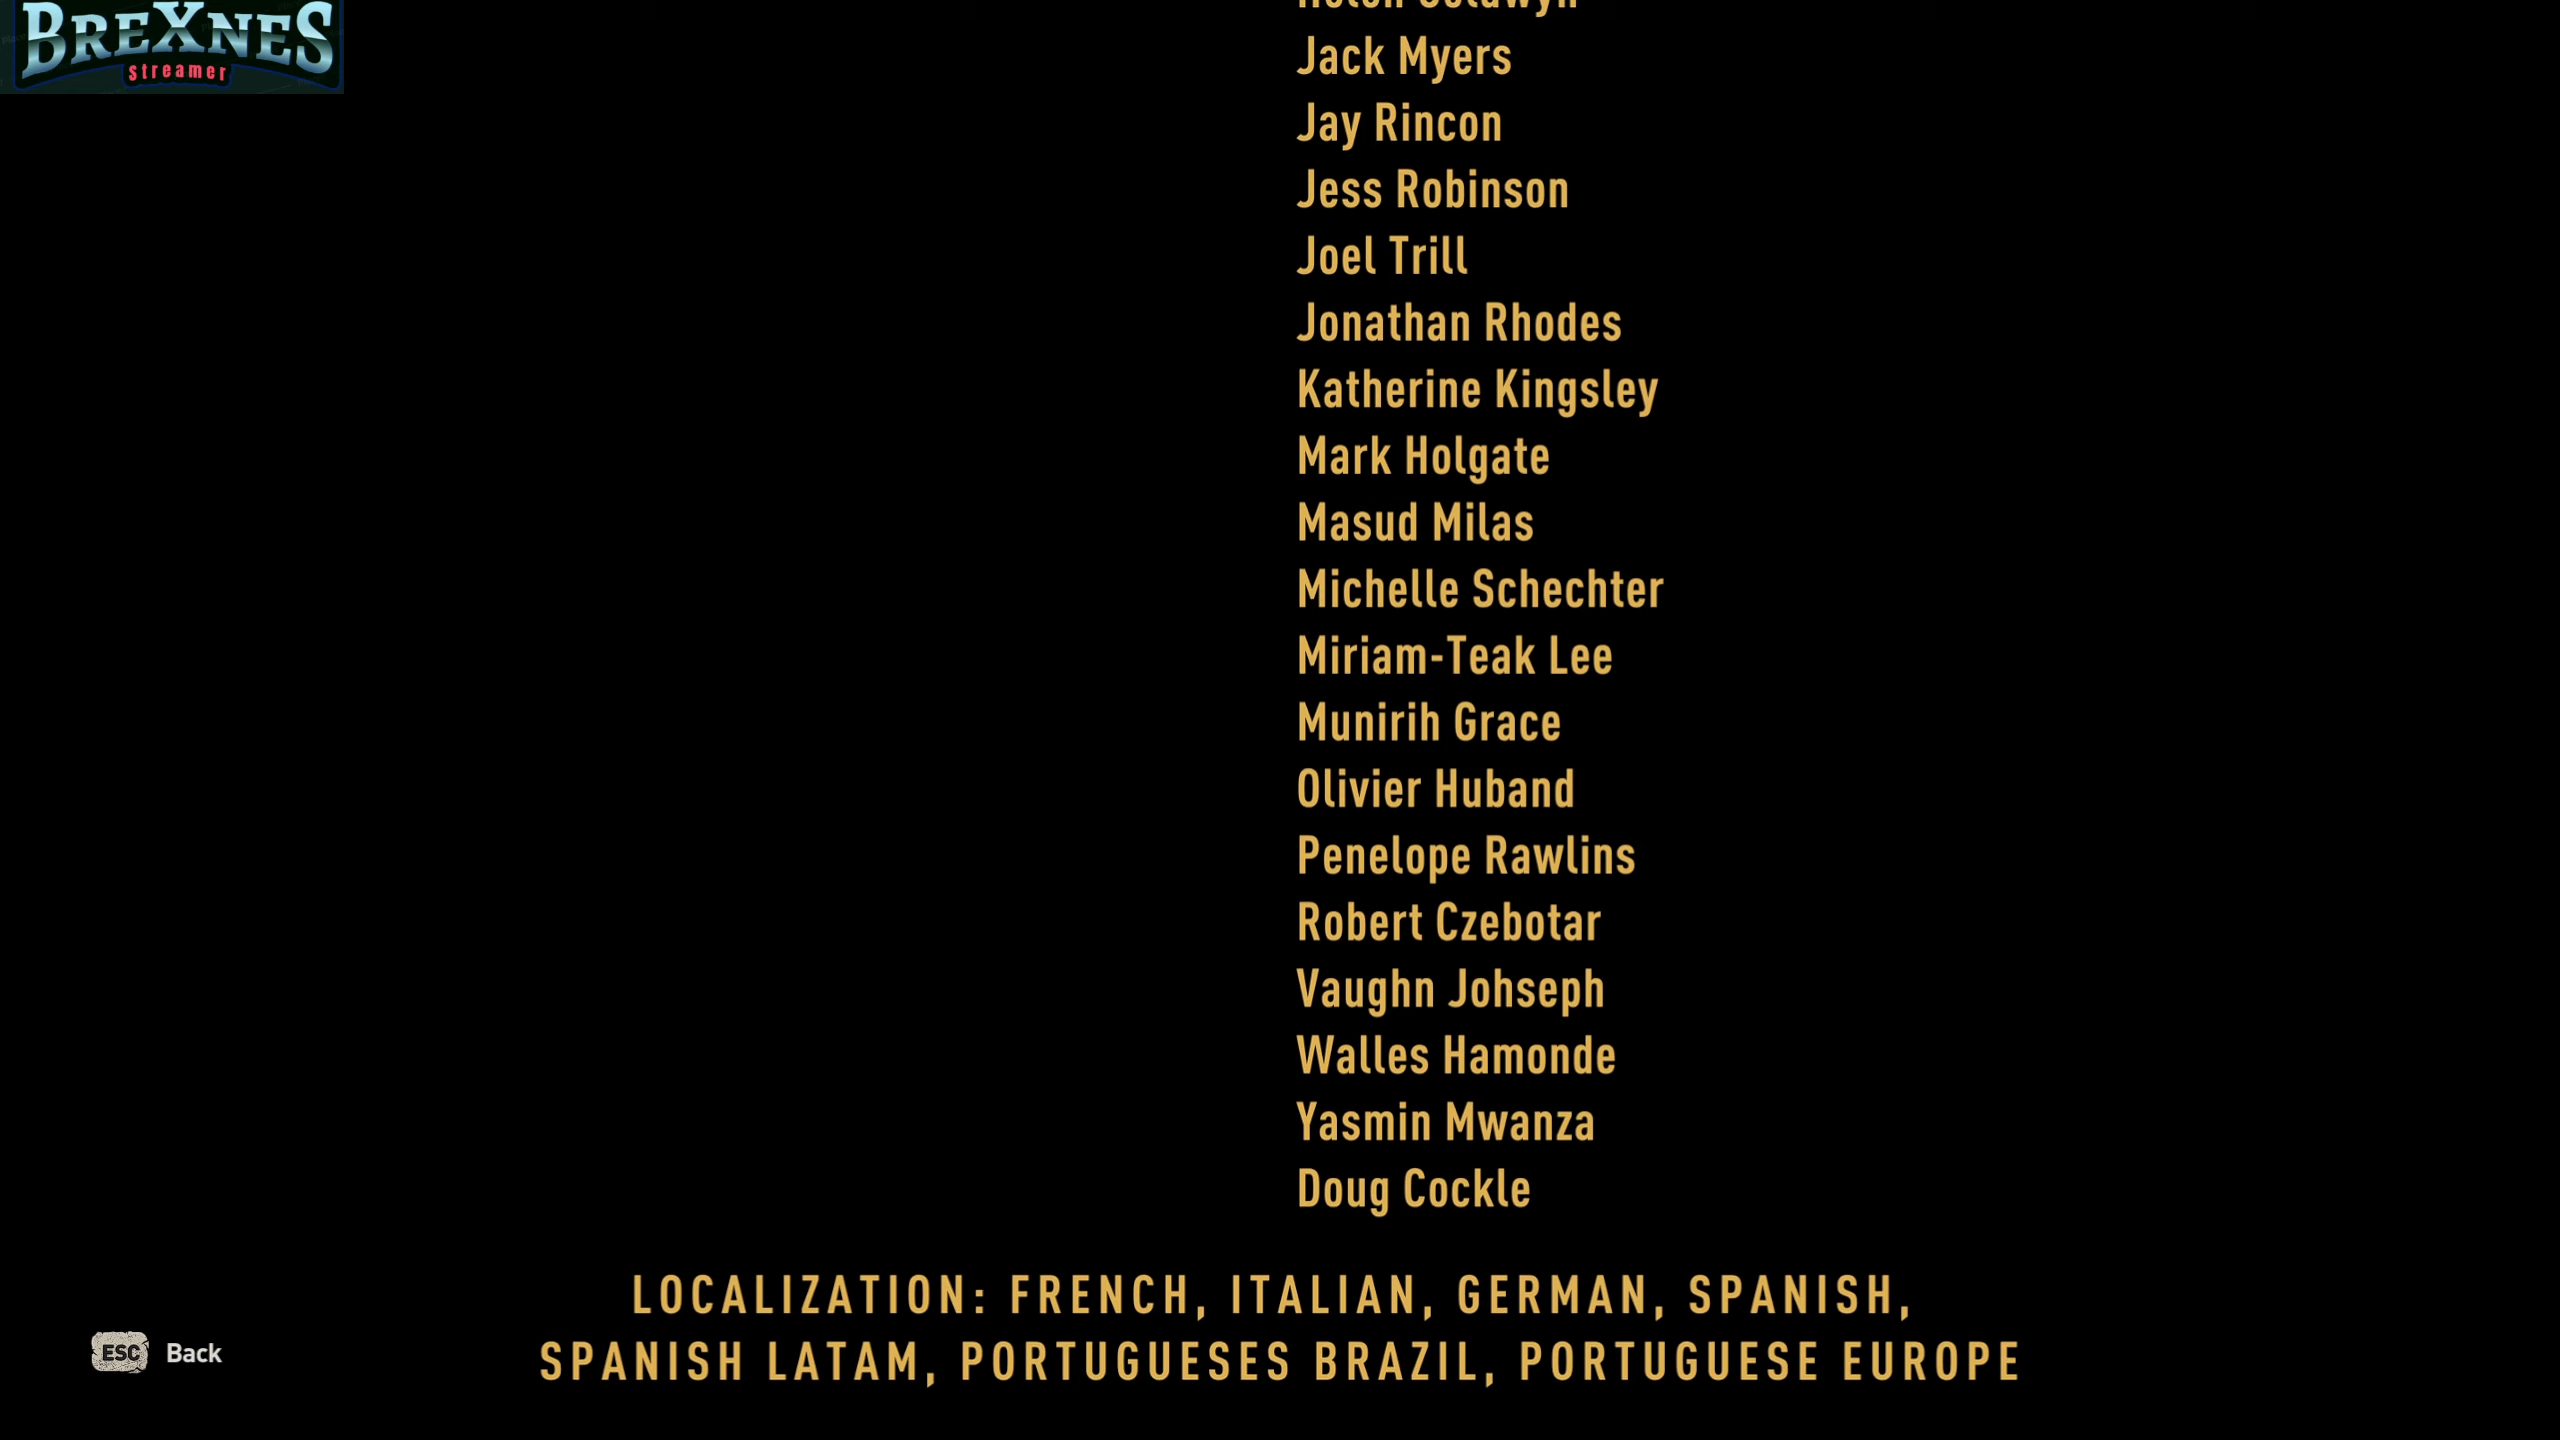 BREXNES
streamer
Jack Myers
Jay Rincon
Jess Robinson
Joel Trill
Jonathan Rhodes
Katherine Kingsley
Mark Holgate
Masud Milas
Michelle Schechter
Miriam-Teak Lee
Munirih Grace
Olivier Huband
Penelope Rawlins
Robert Czebotar
Vaughn Johseph
Walles Hamonde
Yasmin Mwanza
Doug Cockle
LOCALIZATION: FRENCH, ITALIAN, GERMAN, SPANISH,
SPANISH LATAM, PORTUGUESES BRAZIL, PORTUGUESE EUROPE
ESC Back